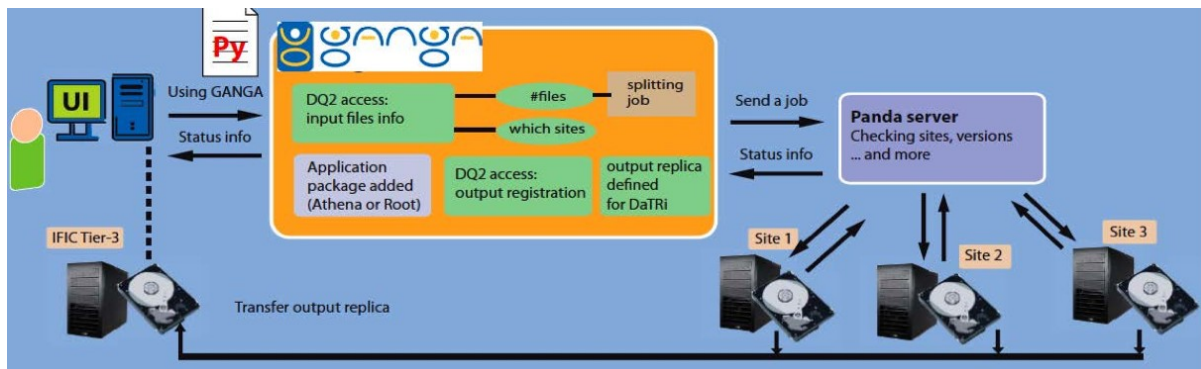 Py
ganga
UI
Using GANGA
Status info
DQ2 access:
input files info
#files
which sites
splitting
job
Application
package added
(Athena or Root)
DQ2 access:
output registration
output replica
defined
for DaTRi
Send a job
Status info
Panda server
Checking sites, versions
... and more
IFIC Tier-3
Site 1
Site 2
Site 3
Transfer output replica